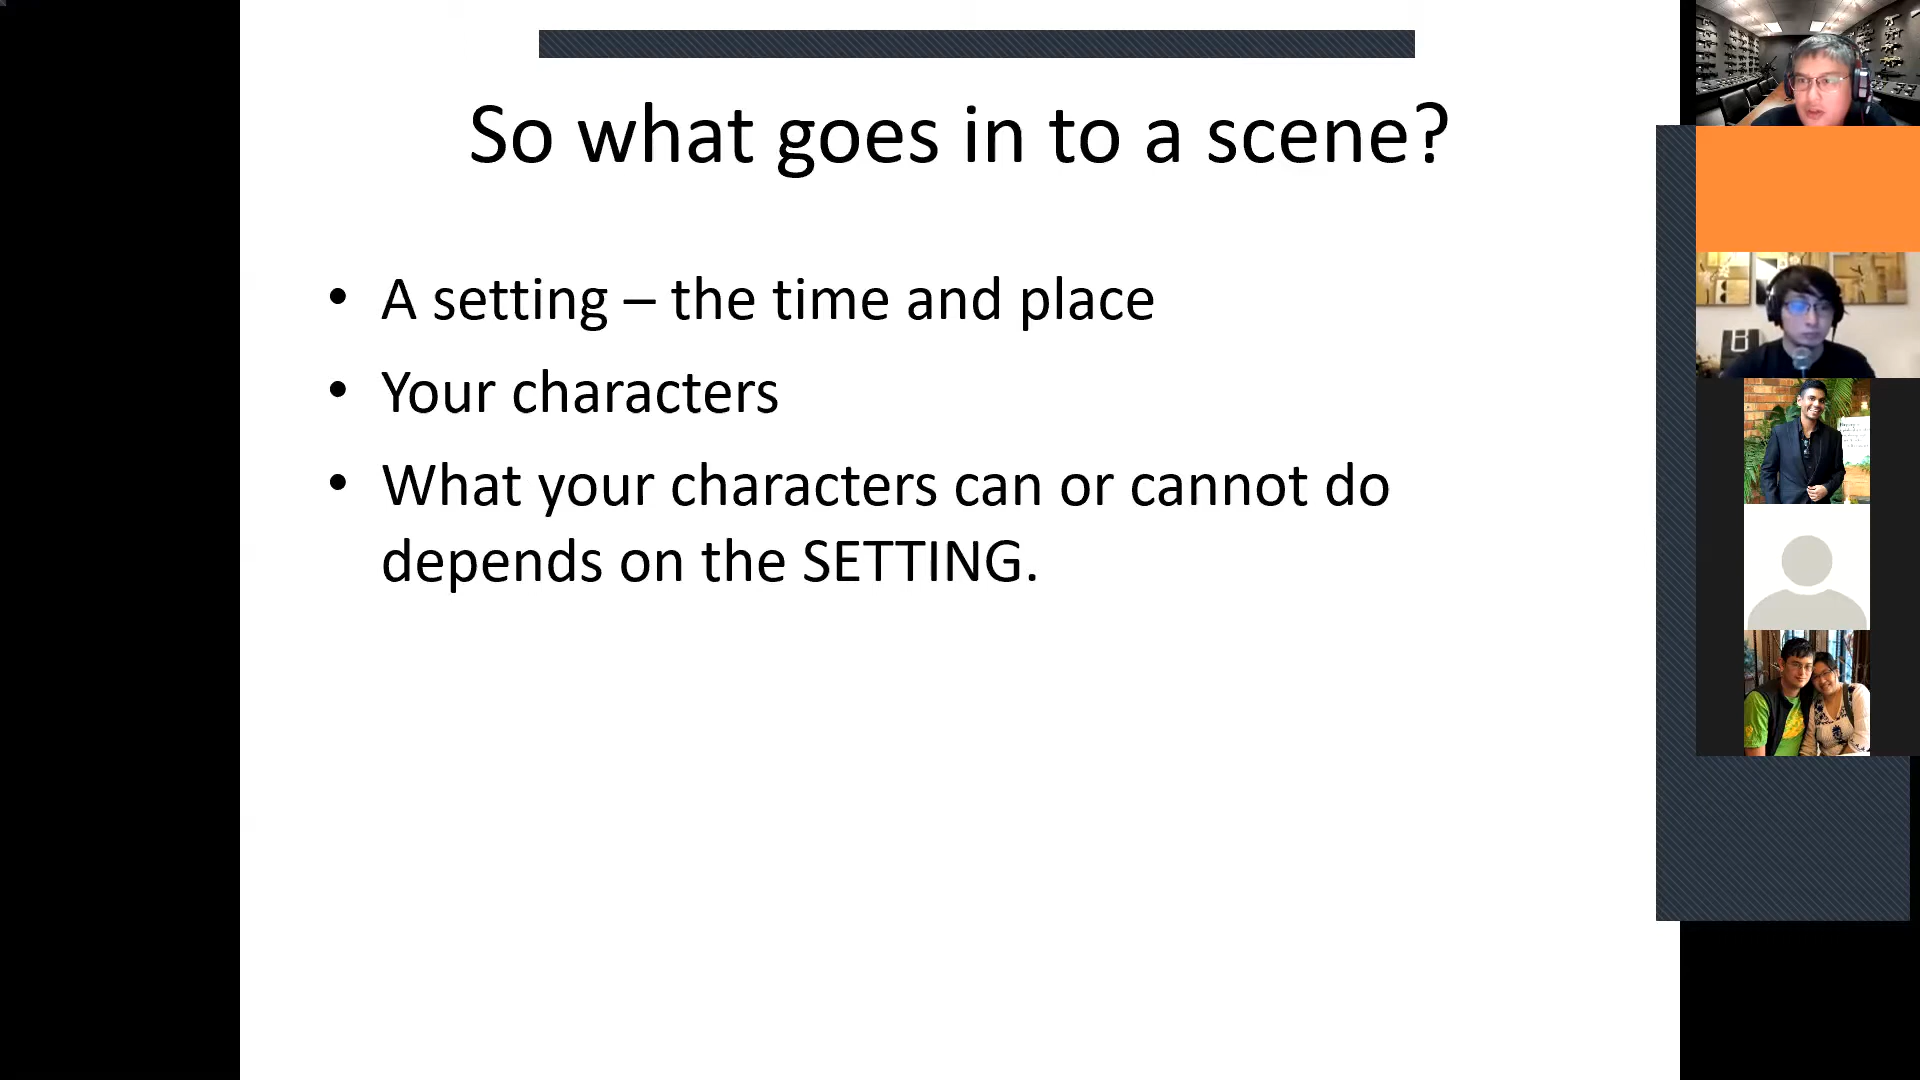 So what goes in to a scene?
• A setting – the time and place
• Your characters
• What your characters can or cannot do
depends on the SETTING.